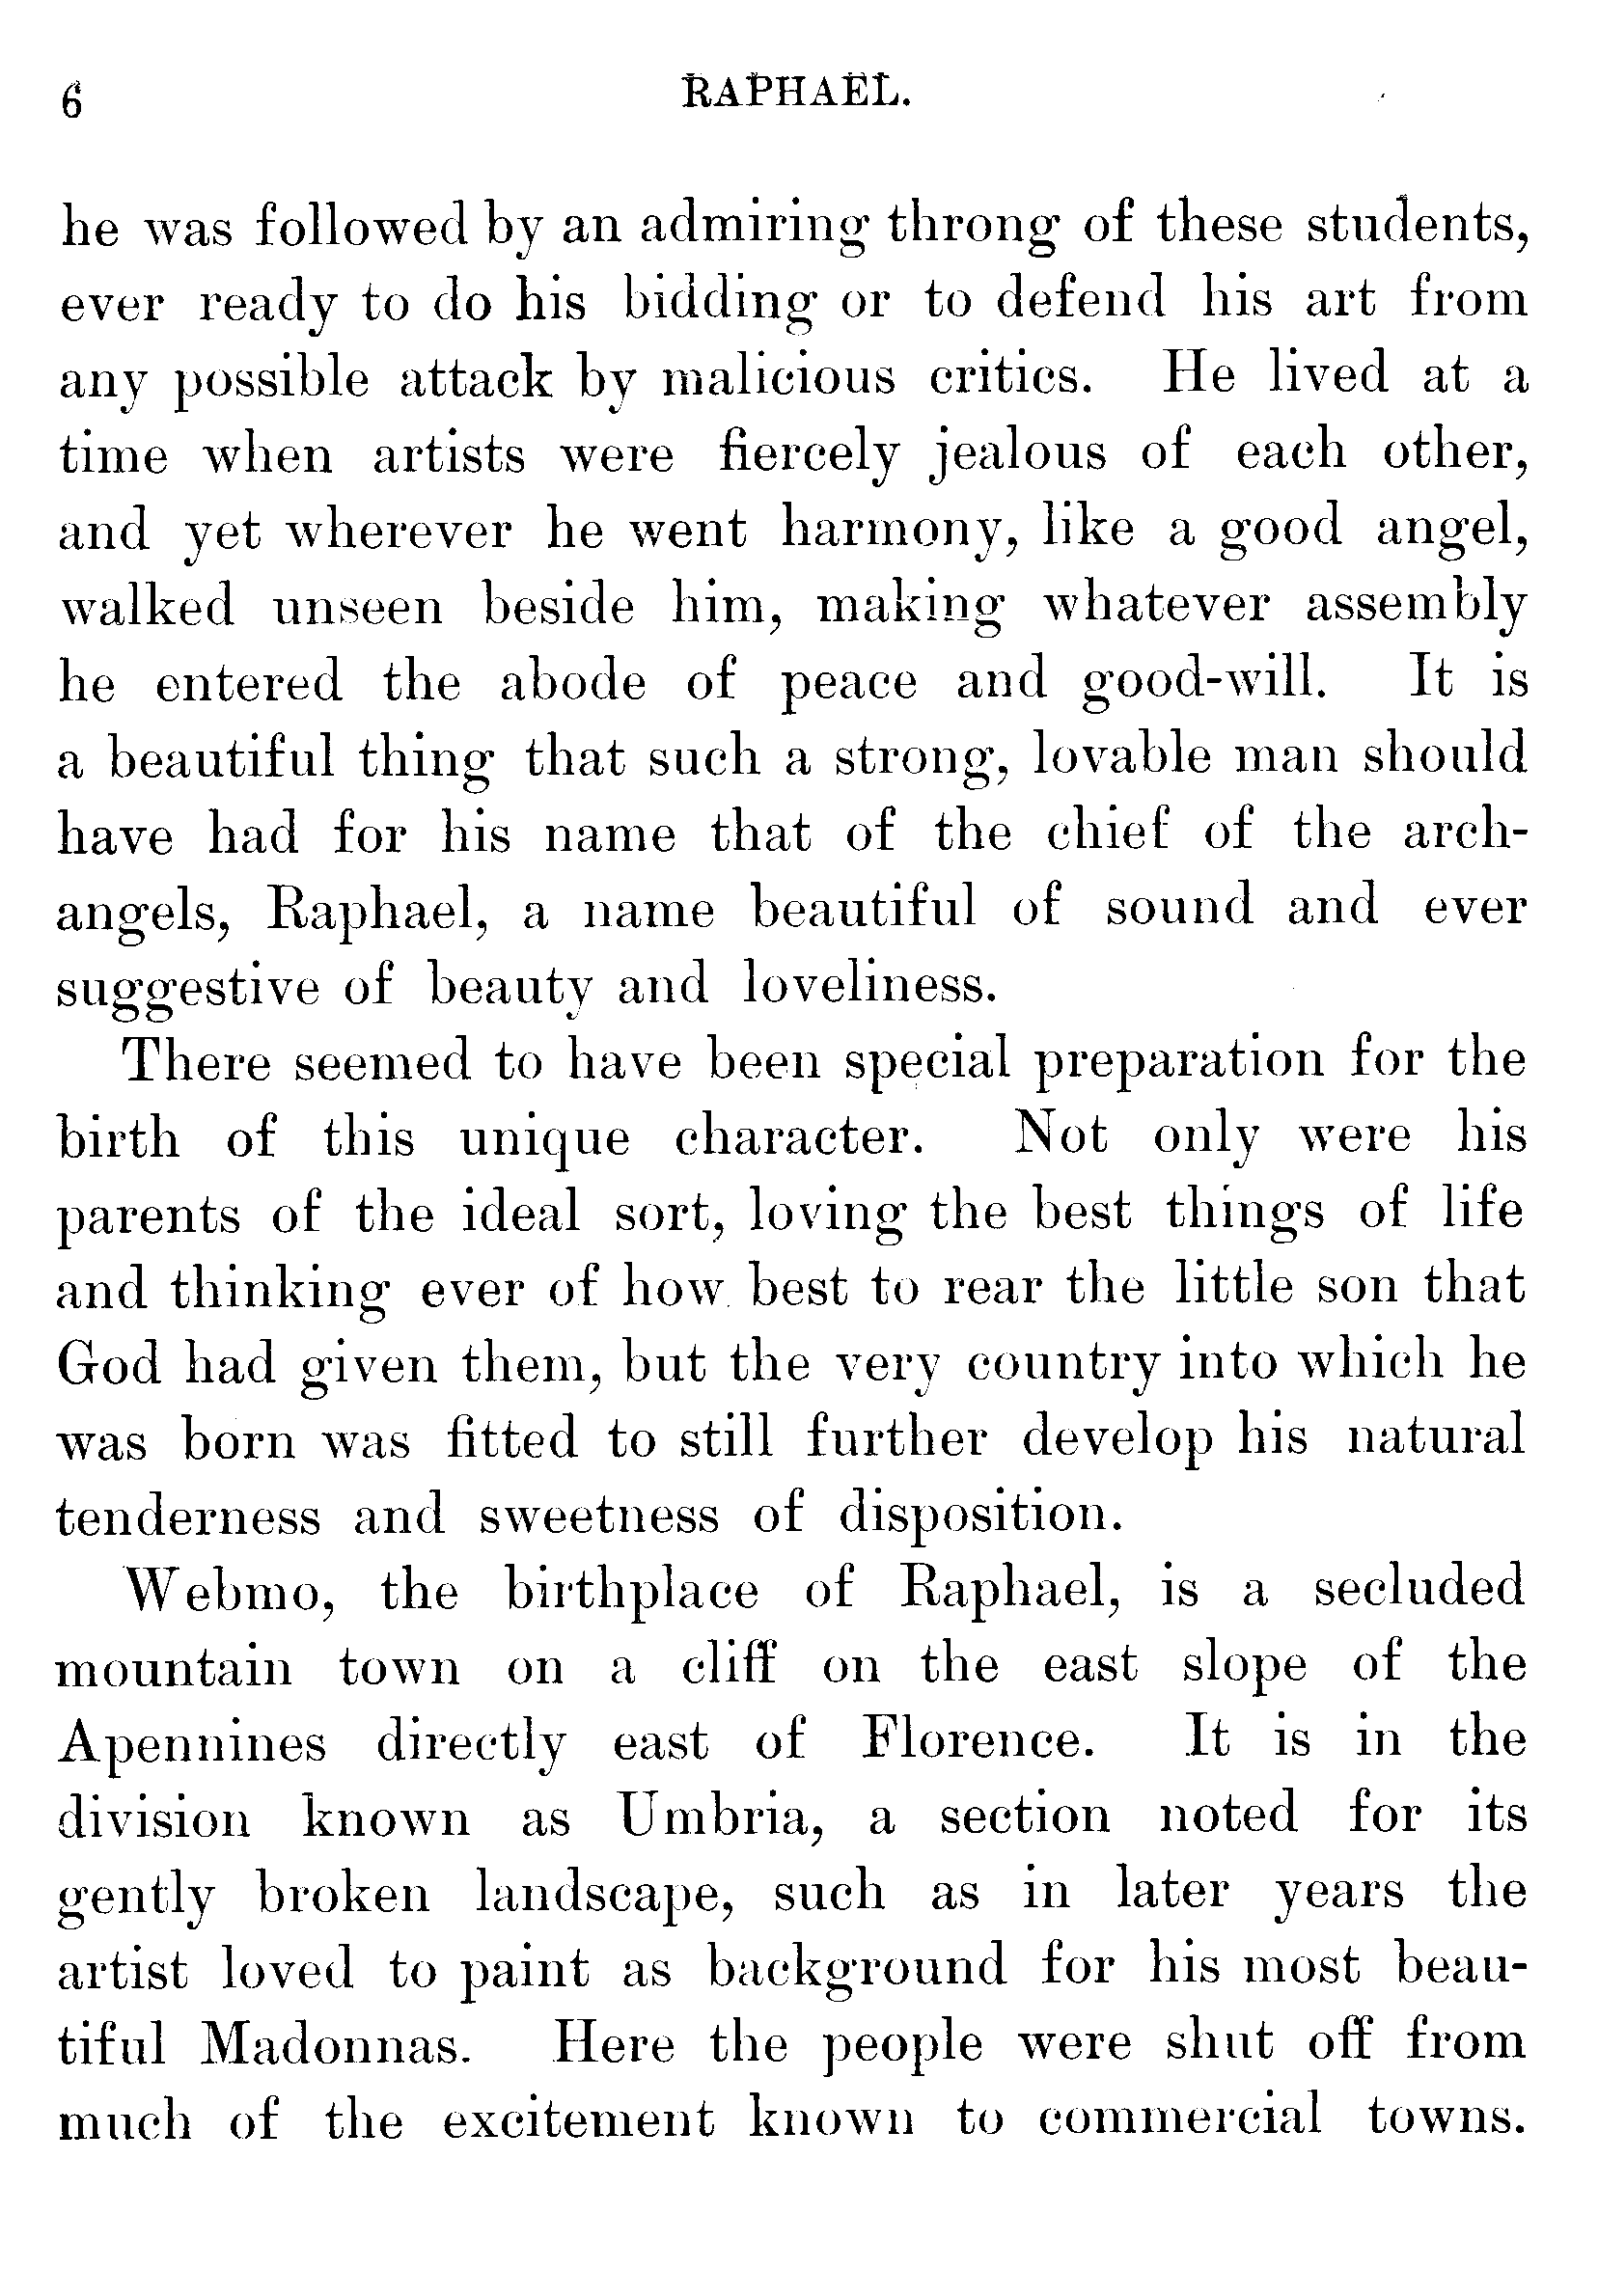 6 RAPHAEL.
he was followed by an admiring throng of these students,
ever ready to do his bidding or to defend his art from
any possible attack by malicious critics. He lived at a
time when artists were fiercely jealous of each other,
and yet wherever he went harmony, like a good angel,
walked unseen beside him, making whatever assembly
he entered the abode of peace and good-will. It is
a beautiful thing that such a strong, lovable man should
have had for his name that of the chief of the arch-
angels, Raphael, a name beautiful of sound and ever
suggestive of beauty and loveliness.
There seemed to have been special preparation for the
birth of this unique character. Not only were his
parents of the ideal sort, loving the best things of life
and thinking ever of how best to rear the little son that
God had given them, but the very country into which he
was born was fitted to still further develop his natural
tenderness and sweetness of disposition.
Webmo, the birthplace of Raphael, is a secluded
mountain town on a cliff on the east slope of the
Apennines directly east of Florence. It is in the
division known as Umbria, a section noted for its
gently broken landscape, such as in later years the
artist loved to paint as background for his most beau-
tiful Madonnas. Here the people were shut off from
much of the excitement known to commercial towns.